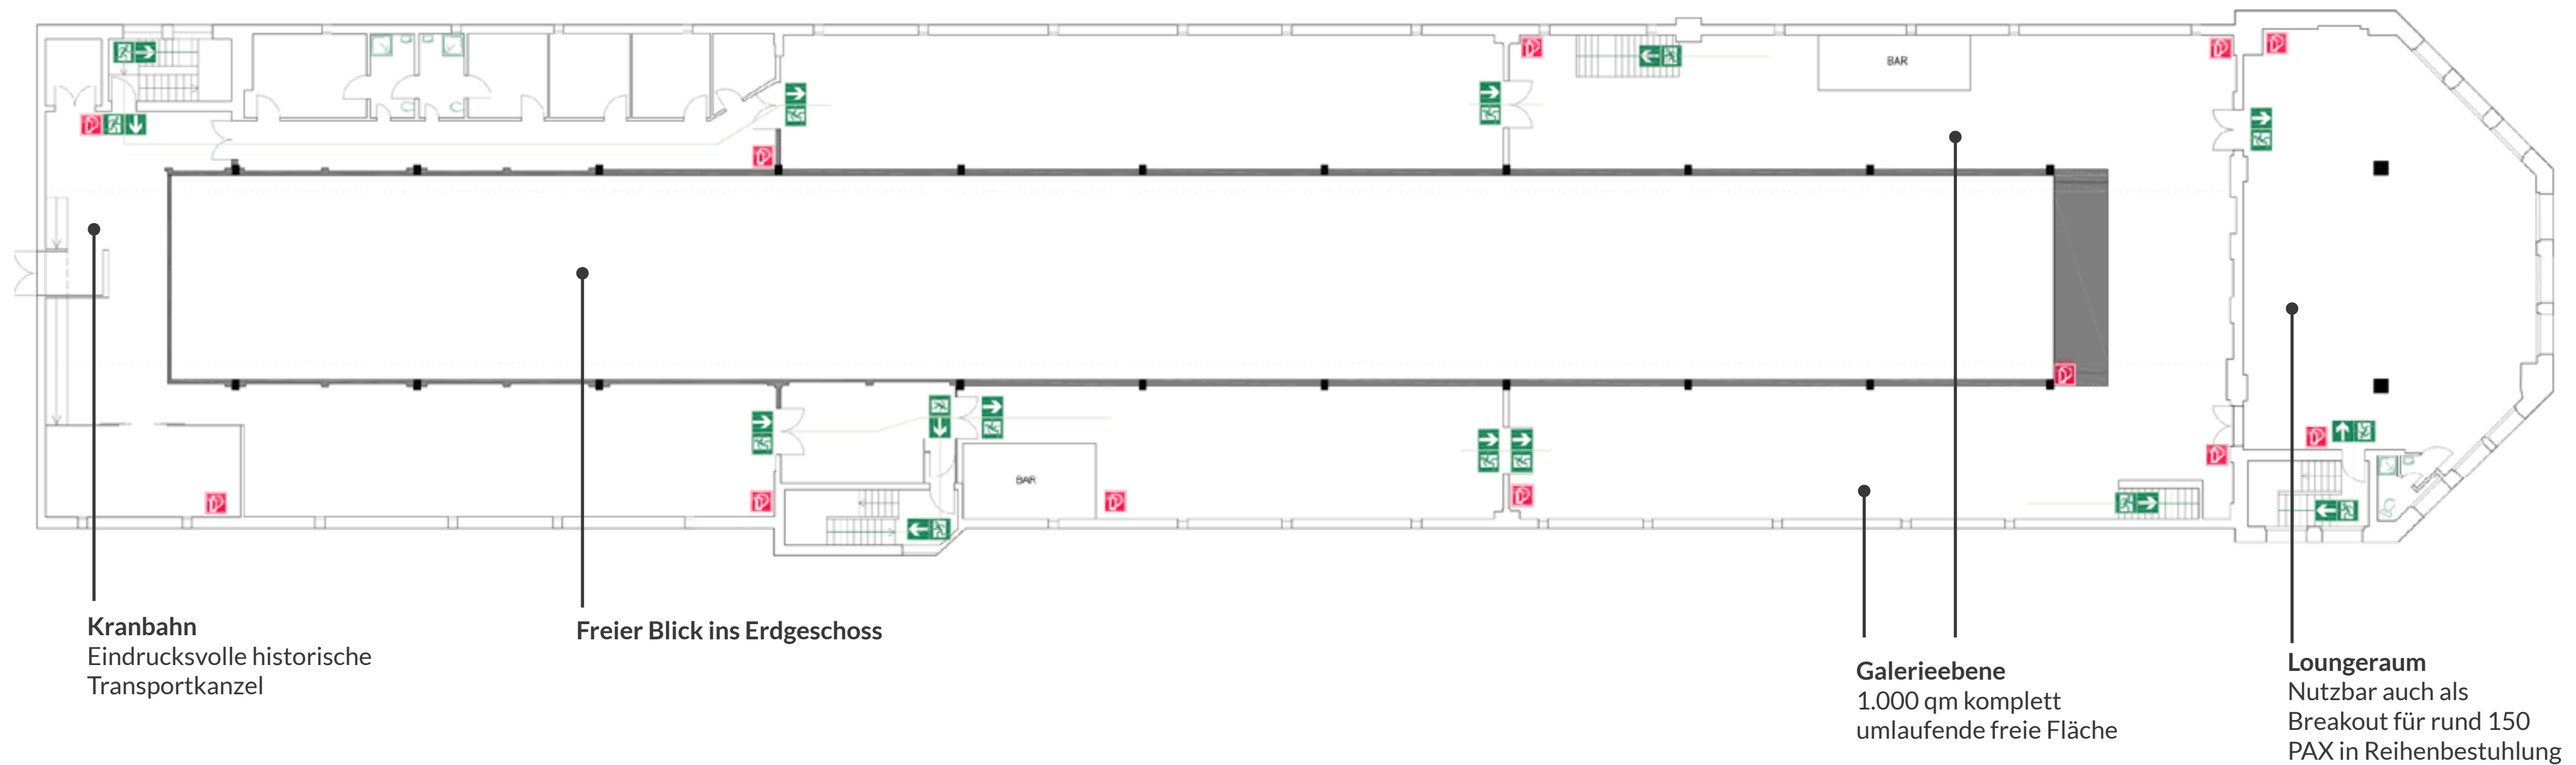 BAR
BAR
Kranbahn
Eindrucksvolle historische
Transportkanzel
Freier Blick ins Erdgeschoss
Galerieebene
1.000 qm komplett
umlaufende freie Fläche
Loungeraum
Nutzbar auch als
Breakout für rund 150
PAX in Reihenbestuhlung